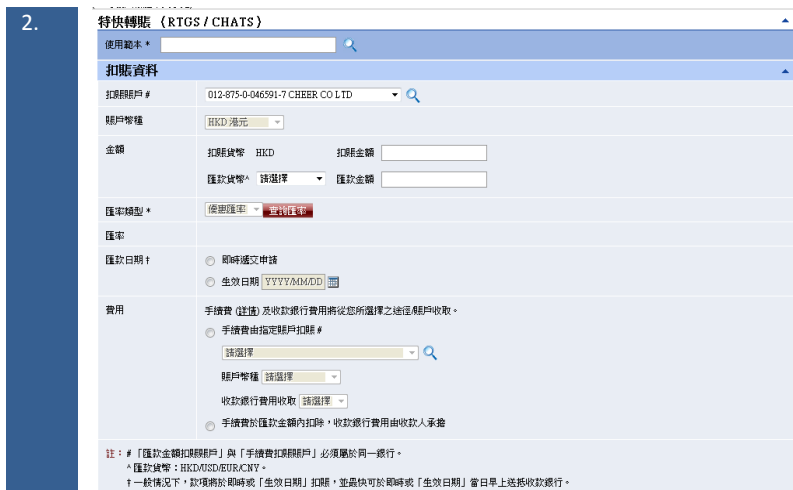 2.
特快轉賬 （RTGS / CHATS）
使用範本 *
扣賬資料
扣賬賬戶 # 012-875-0-046591-7 CHEER CO LTD
賬戶幣種 HKD 港元
金額 扣賬貨幣 HKD 扣賬金額
匯款貨幣^ 請選擇 匯款金額
匯率類型 * 優惠匯率 查詢匯率
匯率
匯款日期 † 即時遞交申請
生效日期 YYYY/MM/DD
費用 手續費 (詳情) 及收款銀行費用將從您所選擇之途徑/賬戶收取。
手續費由指定賬戶扣賬 #
請選擇
賬戶幣種 請選擇
收款銀行費用收取 請選擇
手續費於匯款金額內扣除，收款銀行費用由收款人承擔
註：# 「匯款金額扣賬賬戶」與「手續費扣賬賬戶」必須屬於同一銀行。
^ 匯款貨幣：HKD/USD/EUR/CNY。
† 一般情況下，款項將於即時或「生效日期」扣賬，並最快可於即時或「生效日期」當日早上送抵收款銀行。